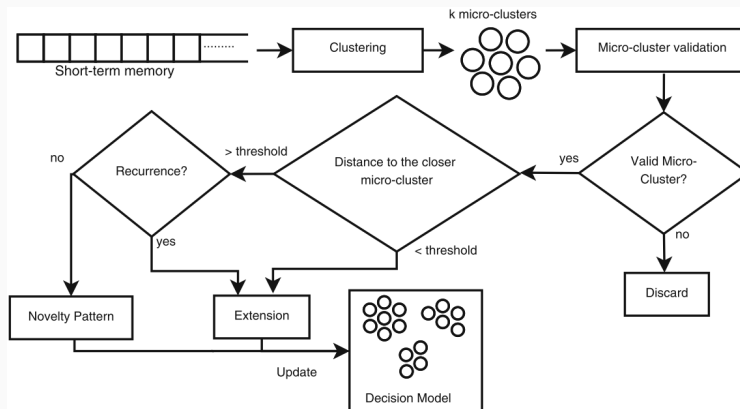 k micro-clusters
Clustering
Micro-cluster validation
Short-term memory
no
> threshold
yes
Recurrence?
Distance to the closer
micro-cluster
Valid Micro-
Cluster?
yes
< threshold
no
Novelty Pattern
Extension
Discard
Update
Decision Model